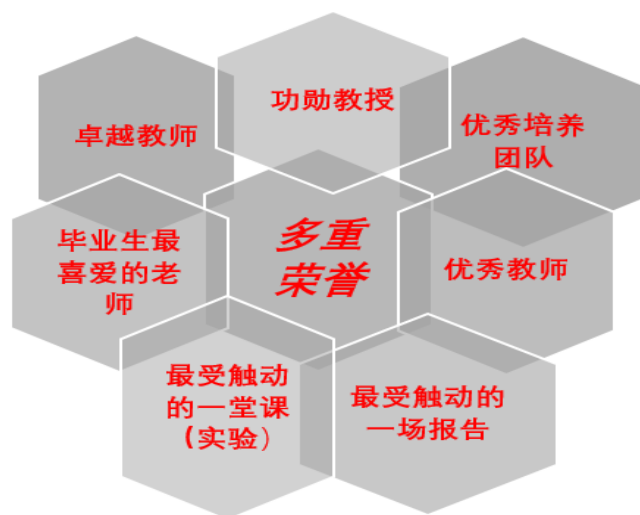 功勋教授
卓越教师
优秀培养
团队
多重
荣誉
毕业生最
喜爱的老
师
优秀教师
最受触动
的一堂课
（实验）
最受触动的
一场报告